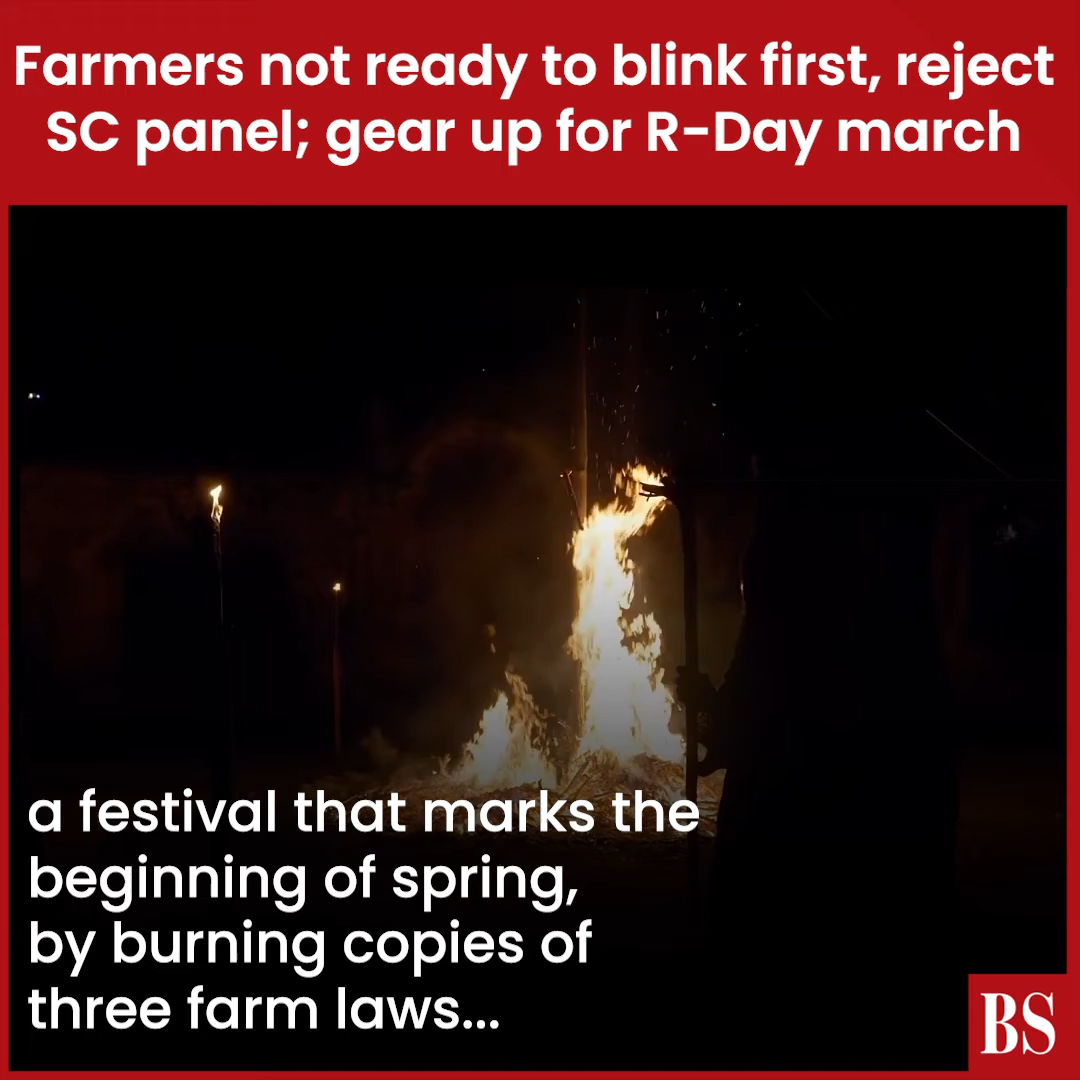 Farmers not ready to blink first, reject
SC panel; gear up for R-Day march
a festival that marks the
beginning of spring,
by burning copies of
three farm laws...
BS